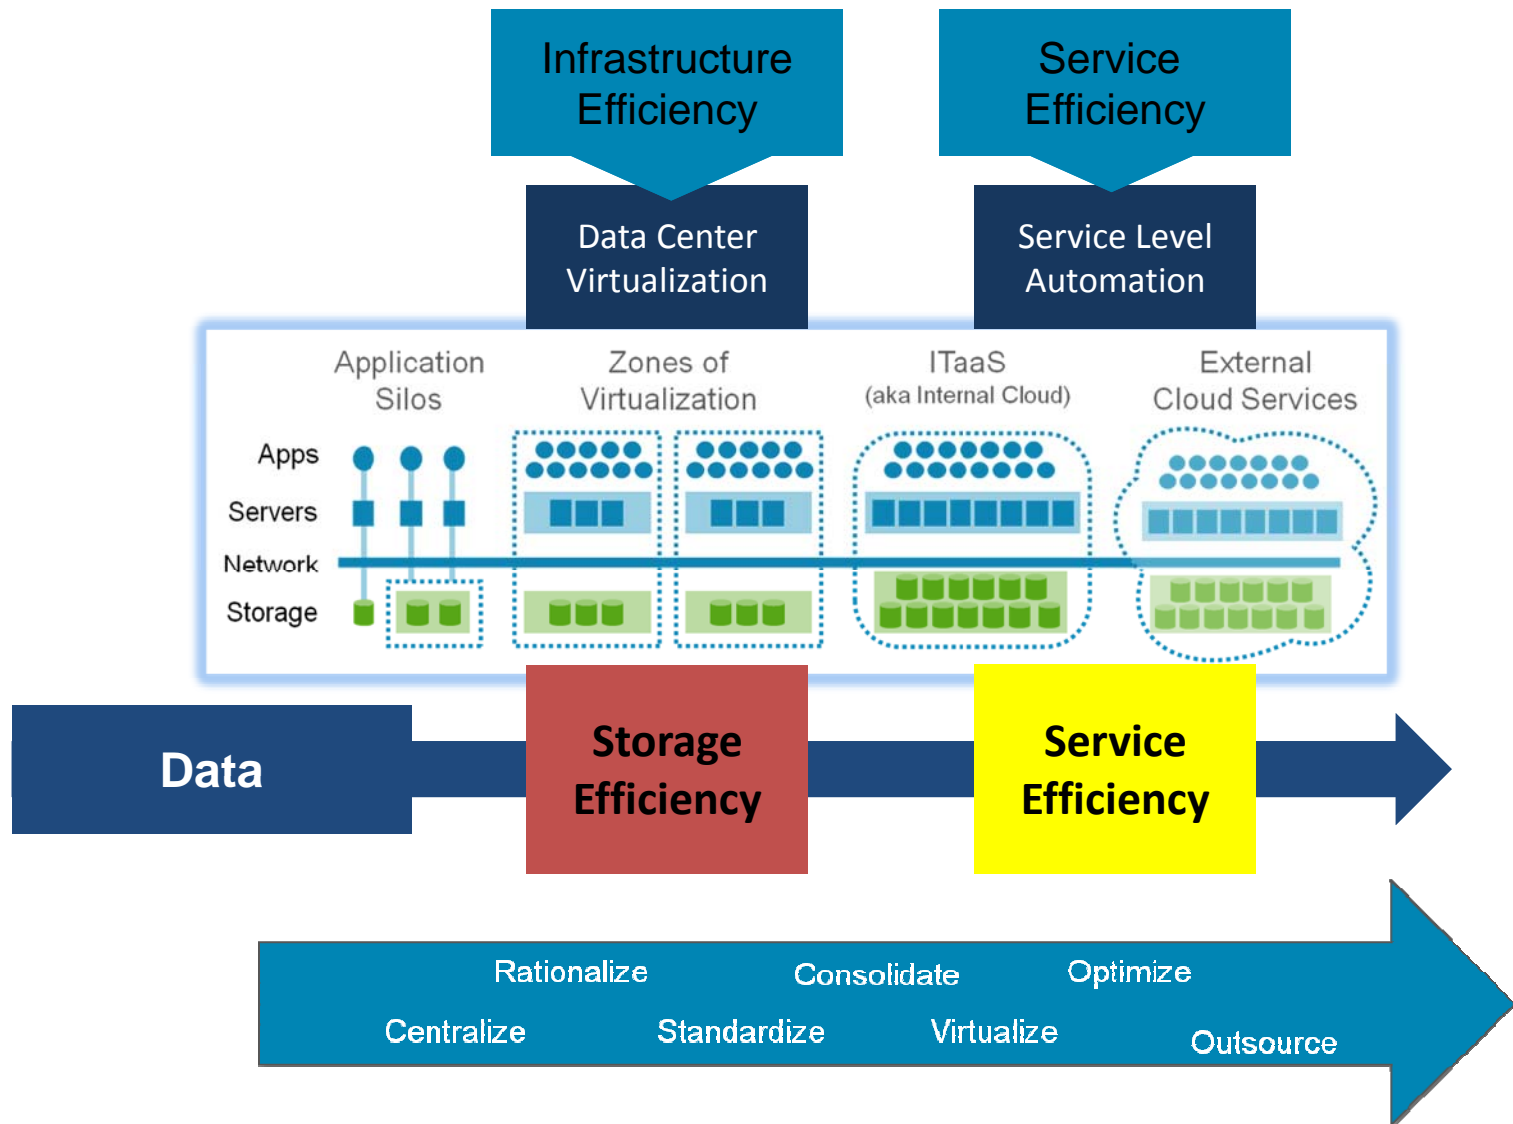 Infrastructure
Efficiency
Service
Efficiency
Data Center
Virtualization
Service Level
Automation
Application
Silos
Zones of
Virtualization
ITaaS
(aka Internal Cloud)
External
Cloud Services
Apps
Servers
Network
Storage
Data
Storage
Efficiency
Service
Efficiency
Rationalize
Consolidate
Optimize
Centralize
Standardize
Virtualize
Outsource